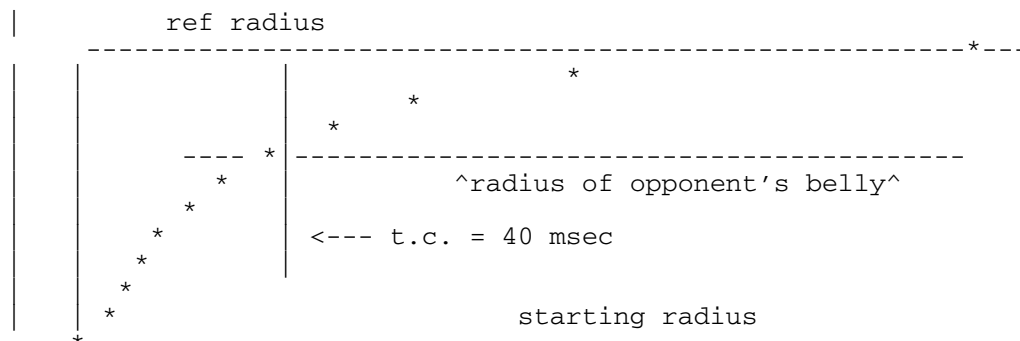 ref radius
^radius of opponent's belly^
<--- t.c. = 40 msec
starting radius